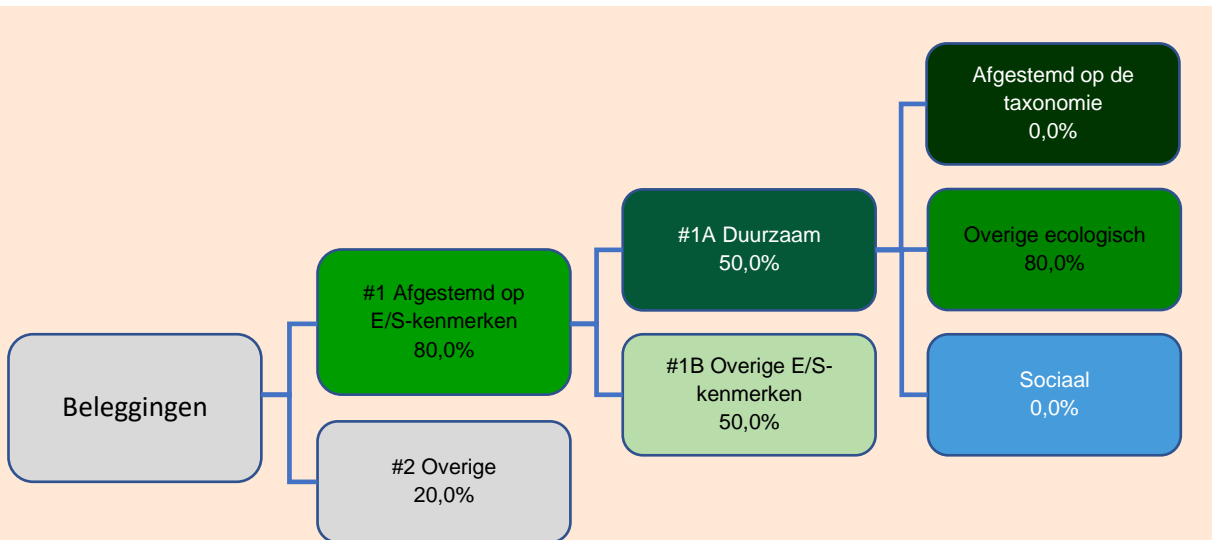 Beleggingen
#1 Afgestemd op
E/S-kenmerken
80,0%
#2 Overige
20,0%
#1A Duurzaam
50,0%
#1B Overige E/S-
kenmerken
50,0%
Afgestemd op de
taxonomie
0,0%
Overige ecologisch
80,0%
Sociaal
0,0%